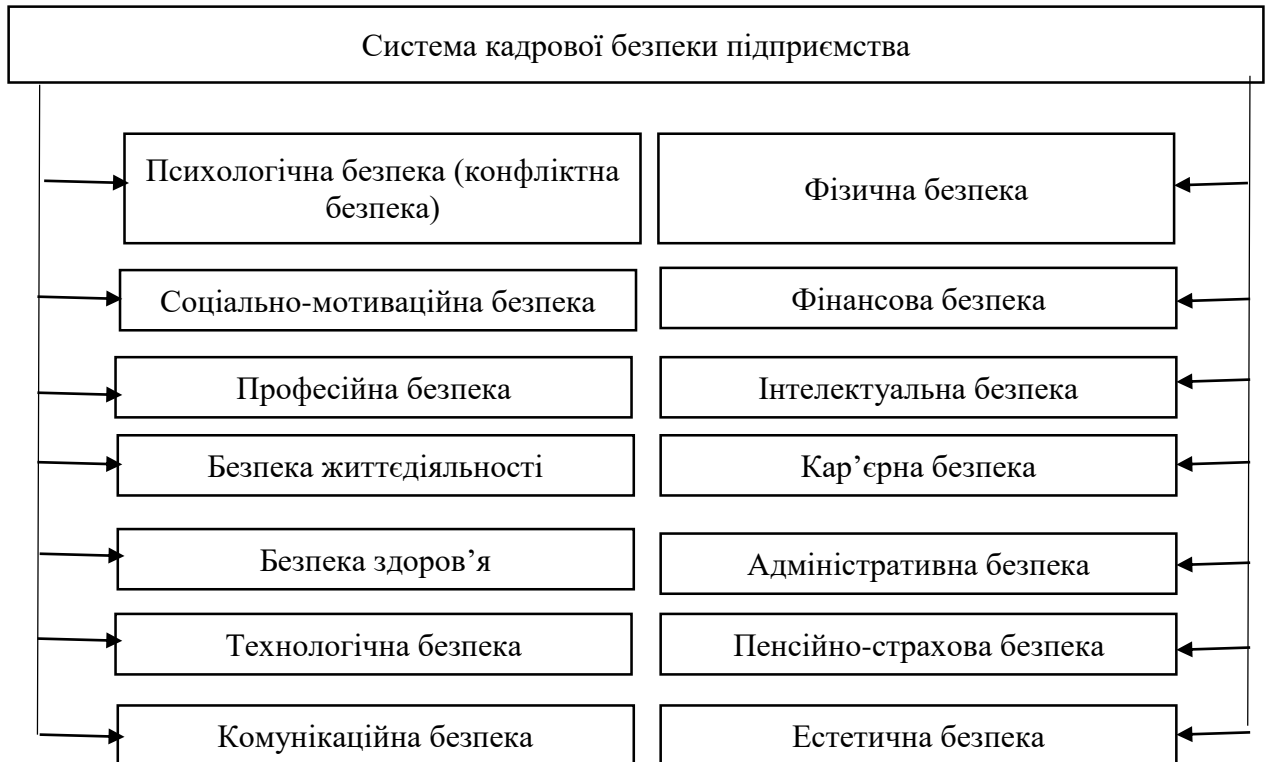 Система кадрової безпеки підприємства
Психологічна безпека (конфліктна
безпека)
Фізична безпека
Соціально-мотиваційна безпека
Фінансова безпека
Професійна безпека
Інтелектуальна безпека
Безпека життєдіяльності
Кар’єрна безпека
Безпека здоров’я
Адміністративна безпека
Технологічна безпека
Пенсійно-страхова безпека
Комунікаційна безпека
Естетична безпека